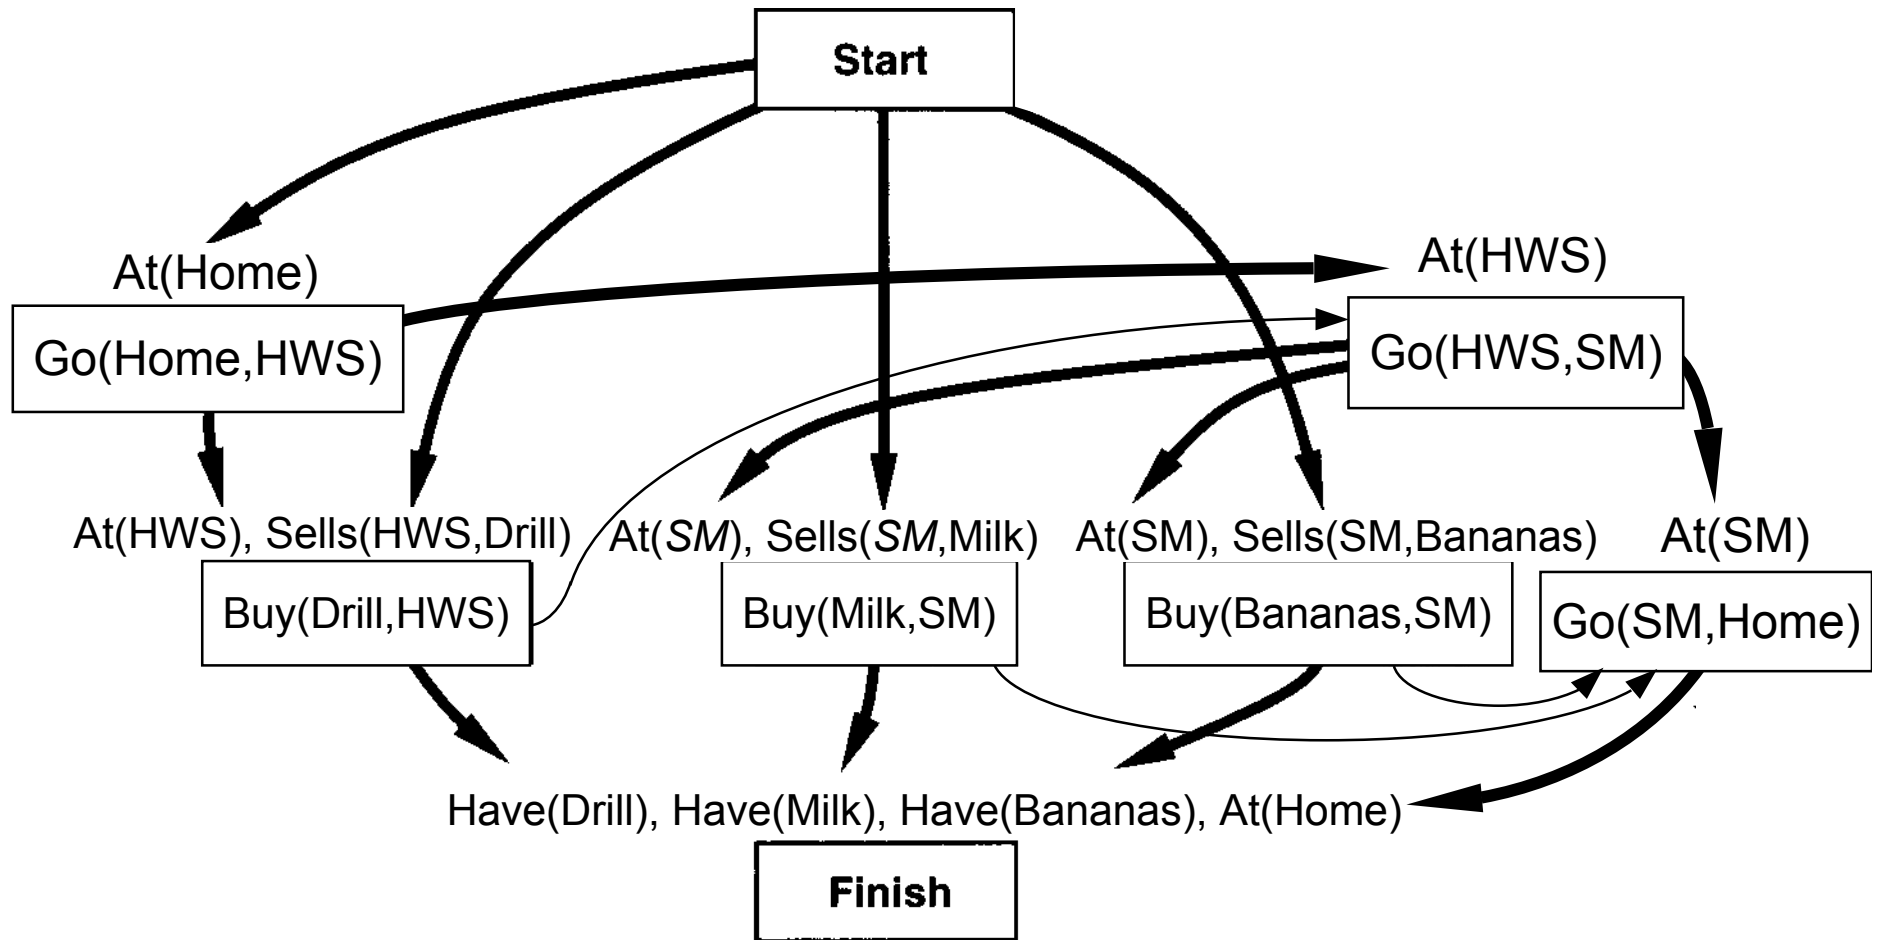 Start
At(Home)
At(HWS)
Go(Home,HWS)
Go(HWS,SM)
At(HWS), Sells(HWS,Drill)
At(SM), Sells(SM,Milk)
At(SM), Sells(SM,Bananas)
At(SM)
Buy(Drill,HWS)
Buy(Milk,SM)
Buy(Bananas,SM)
Go(SM,Home)
Have(Drill), Have(Milk), Have(Bananas), At(Home)
Finish